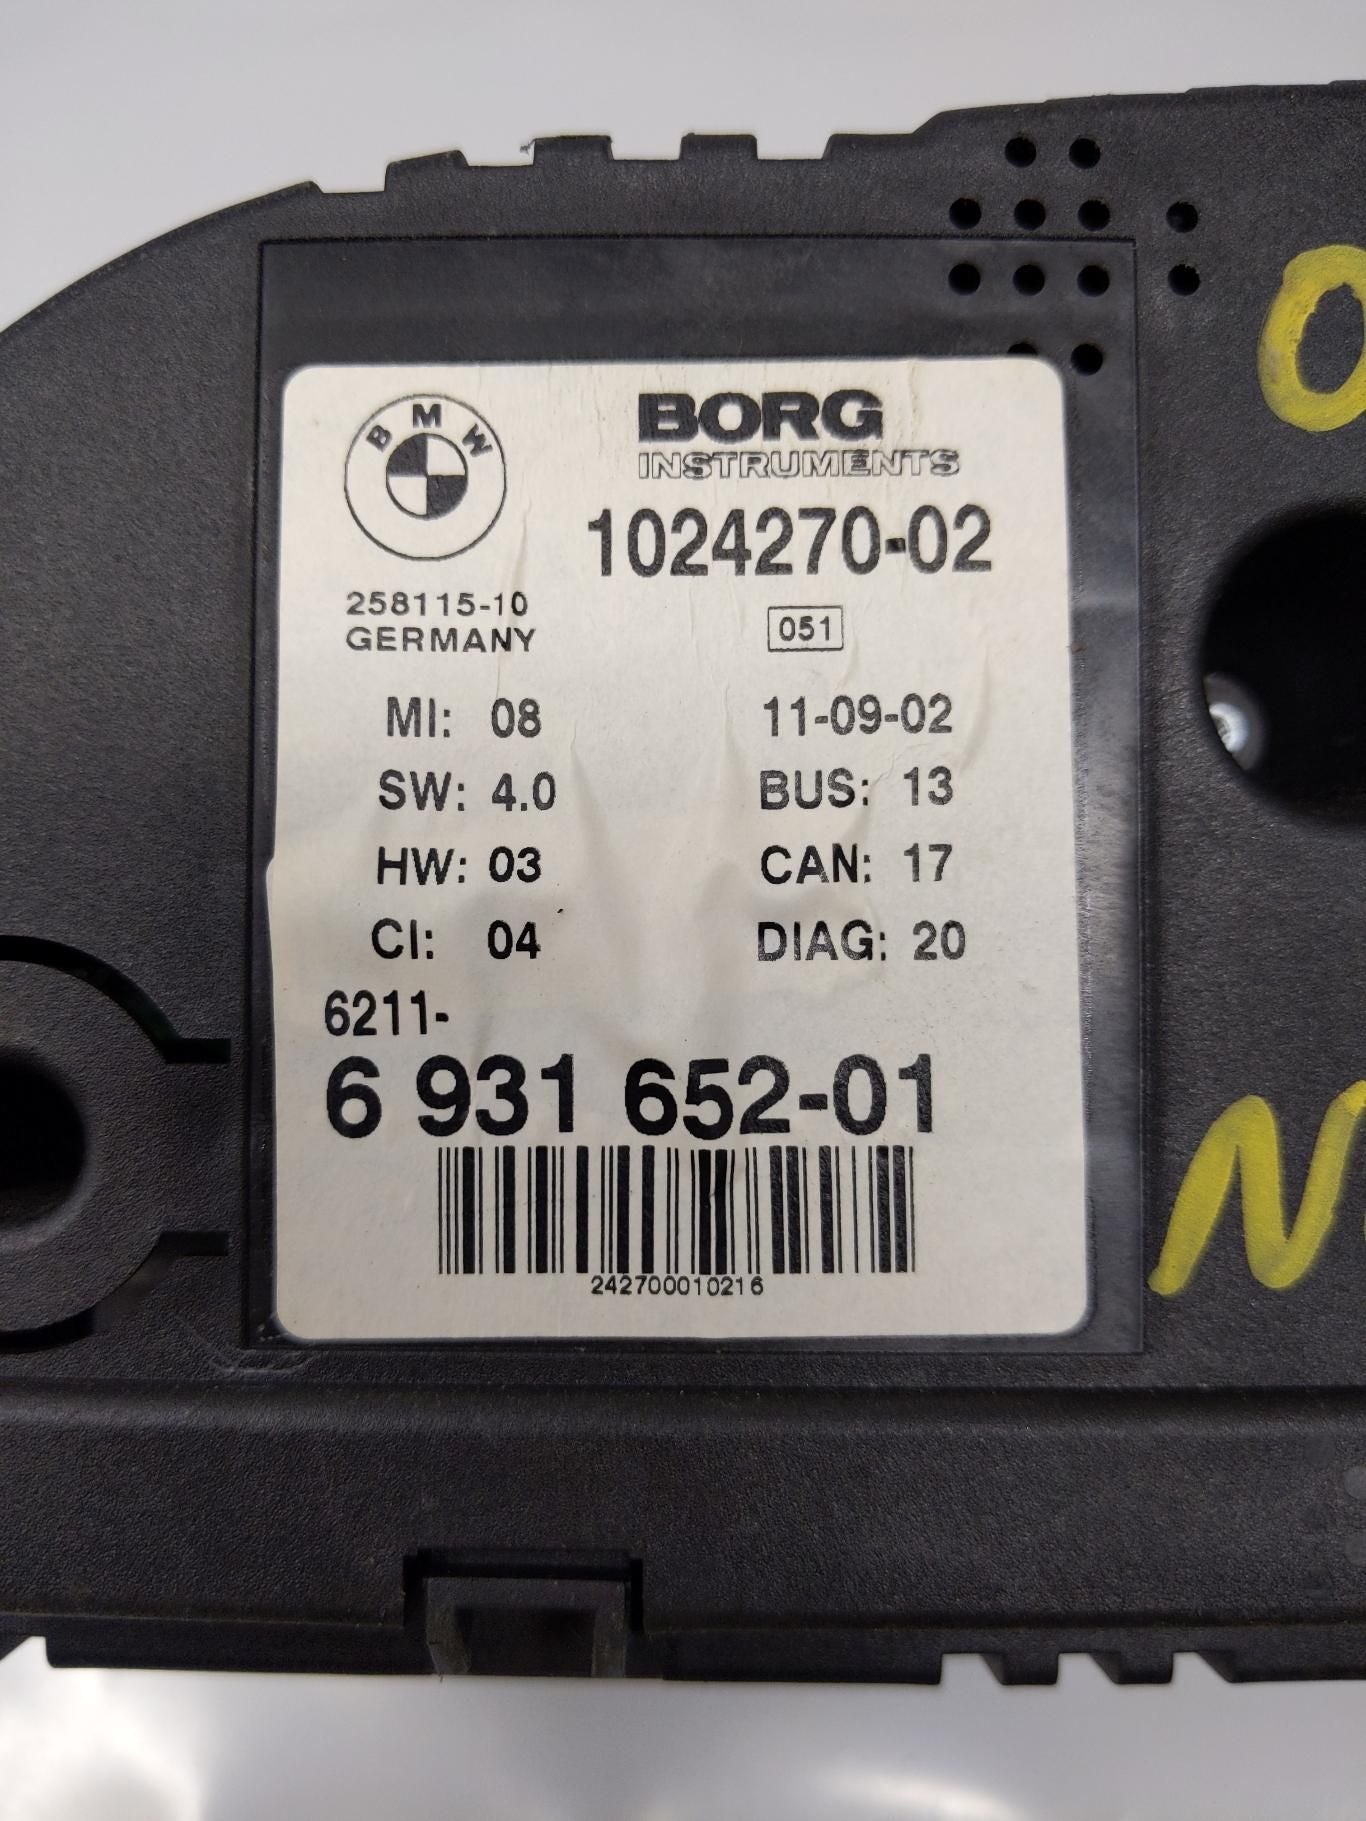 BMW
BORG
INSTRUMENTS
1024270-02
258115-10
GERMANY
051
MI: 08
11-09-02
SW: 4.0
BUS: 13
HW: 03
CAN: 17
CI: 04
DIAG: 20
6211-
6 931 652-01
242700010216